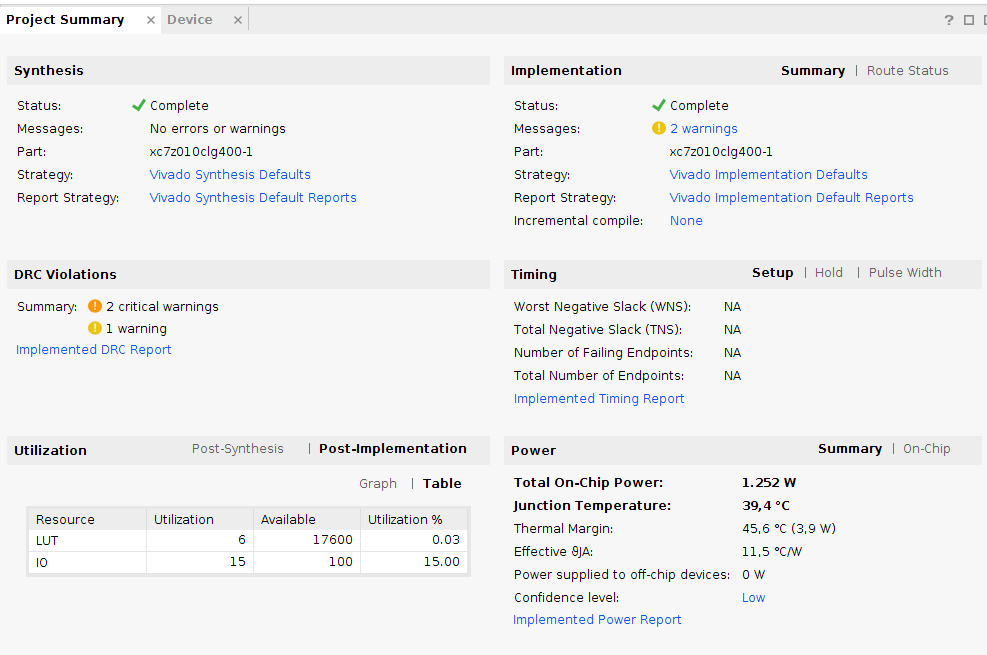 Project Summary × Device × ?
Synthesis
Status: Complete
Messages: No errors or warnings
Part: xc7z010clg400-1
Strategy: Vivado Synthesis Defaults
Report Strategy: Vivado Synthesis Default Reports
Implementation Summary | Route Status
Status: Complete
Messages: 2 warnings
Part: xc7z010clg400-1
Strategy: Vivado Implementation Defaults
Report Strategy: Vivado Implementation Default Reports
Incremental compile: None
DRC Violations
Summary: 2 critical warnings
1 warning
Implemented DRC Report
Timing Setup | Hold | Pulse Width
Worst Negative Slack (WNS): NA
Total Negative Slack (TNS): NA
Number of Failing Endpoints: NA
Total Number of Endpoints: NA
Implemented Timing Report
Utilization Post-Synthesis | Post-Implementation
Graph | Table
Resource Utilization Available Utilization %
LUT 6 17600 0.03
IO 15 100 15.00
Power Summary | On-Chip
Total On-Chip Power: 1.252 W
Junction Temperature: 39,4 °C
Thermal Margin: 45,6 °C (3,9 W)
Effective ϑJA: 11,5 °C/W
Power supplied to off-chip devices: 0 W
Confidence level: Low
Implemented Power Report